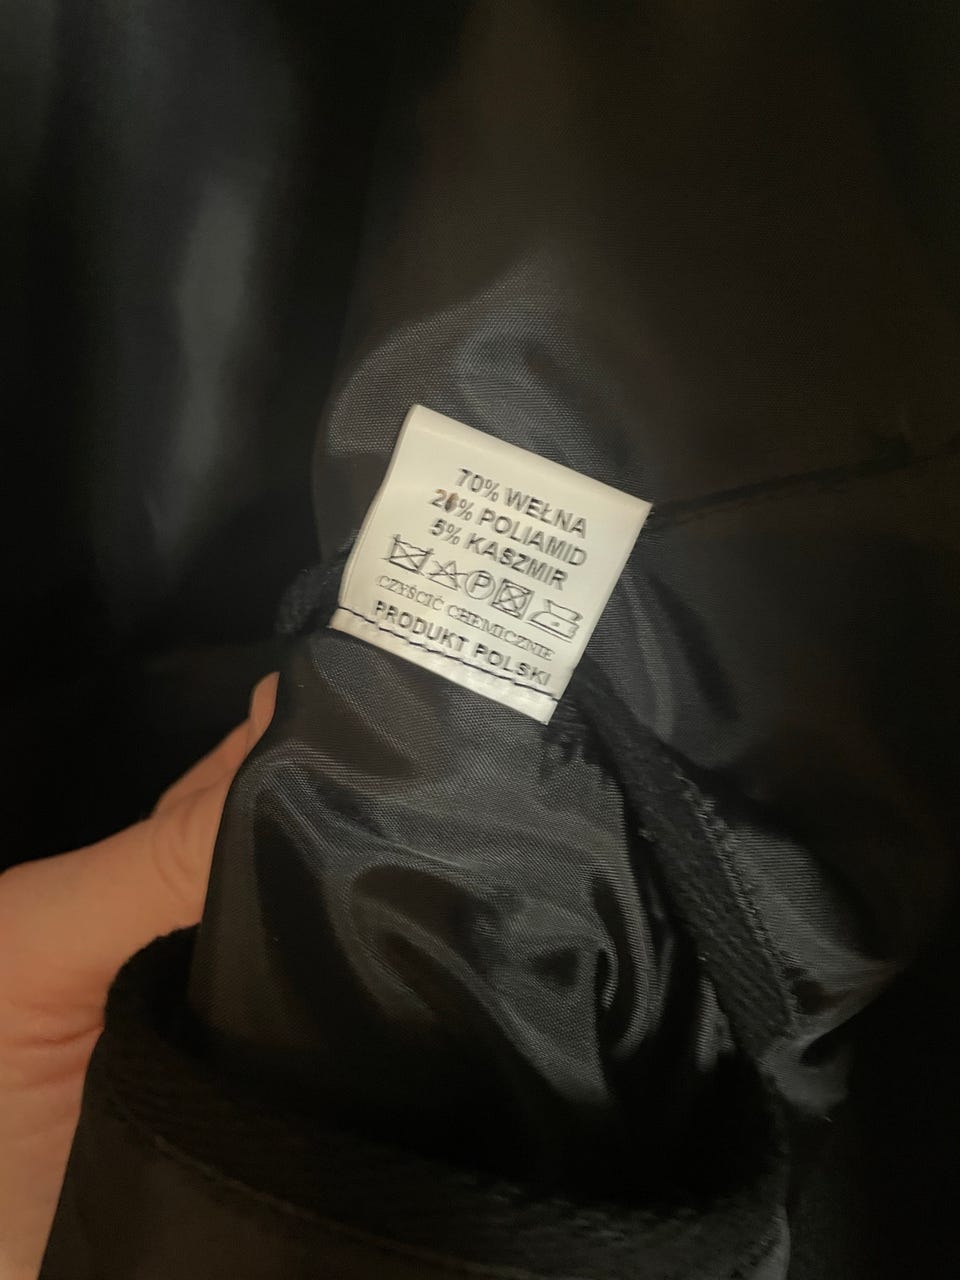 70% WEŁNA
% POLIAMID
5% KASZMIR
P
CZYŚCIĆ CHEMICZNIE
PRODUKT POLSKI